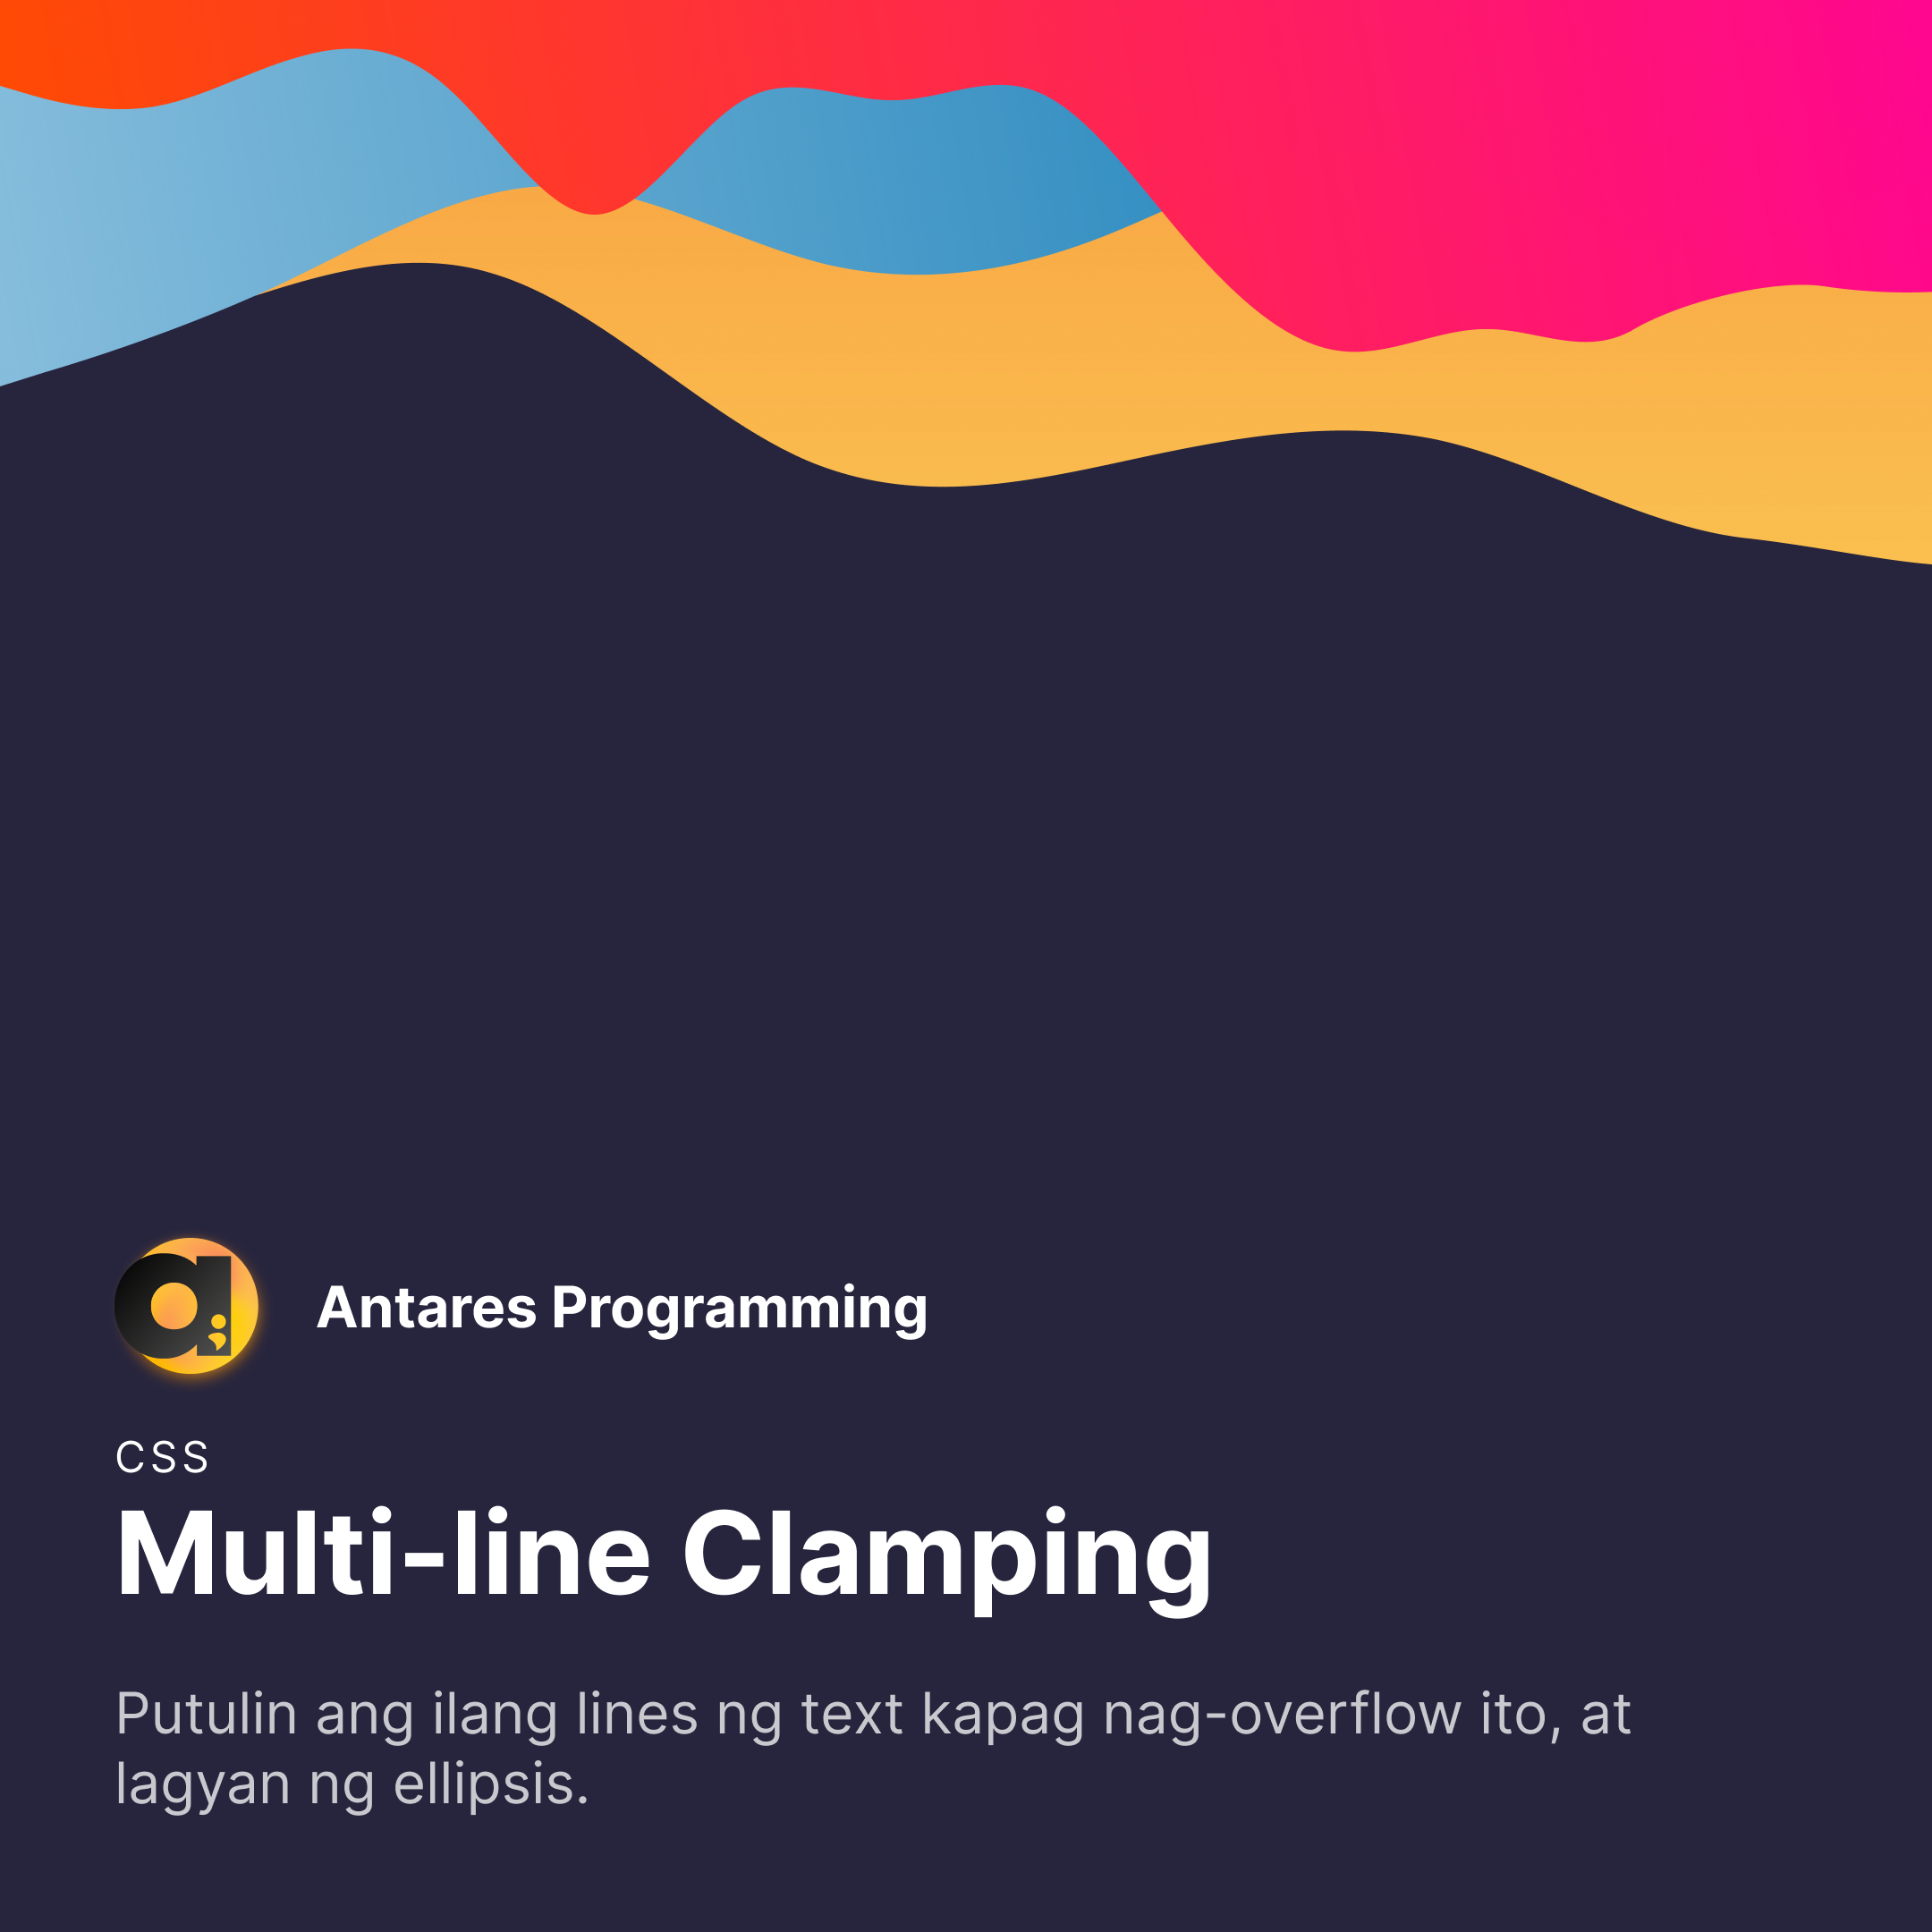 a;
Antares Programming
CSS
Multi-line Clamping
Putulin ang ilang lines ng text kapag nag-overflow ito, at
lagyan ng ellipsis.